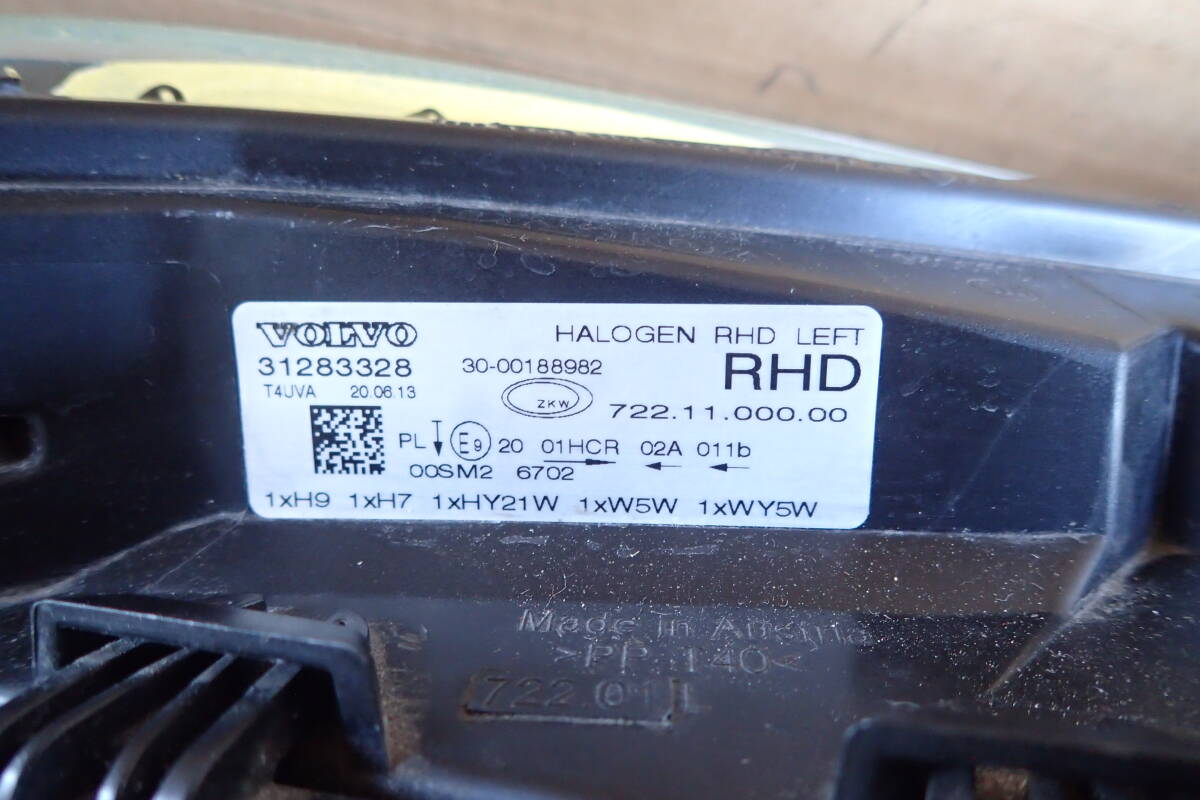 VOLVO HALOGEN RHD LEFT
31283328 30-00188982 RHD
T4UVA 20.06.13 ZKW 722.11.000.00
PL E9 20 01HCR 02A 011b
00SM2 6702
1xH9 1xH7 1xHY21W 1xW5W 1xWY5W
Made in Austria
>PP T40<
722.01 L